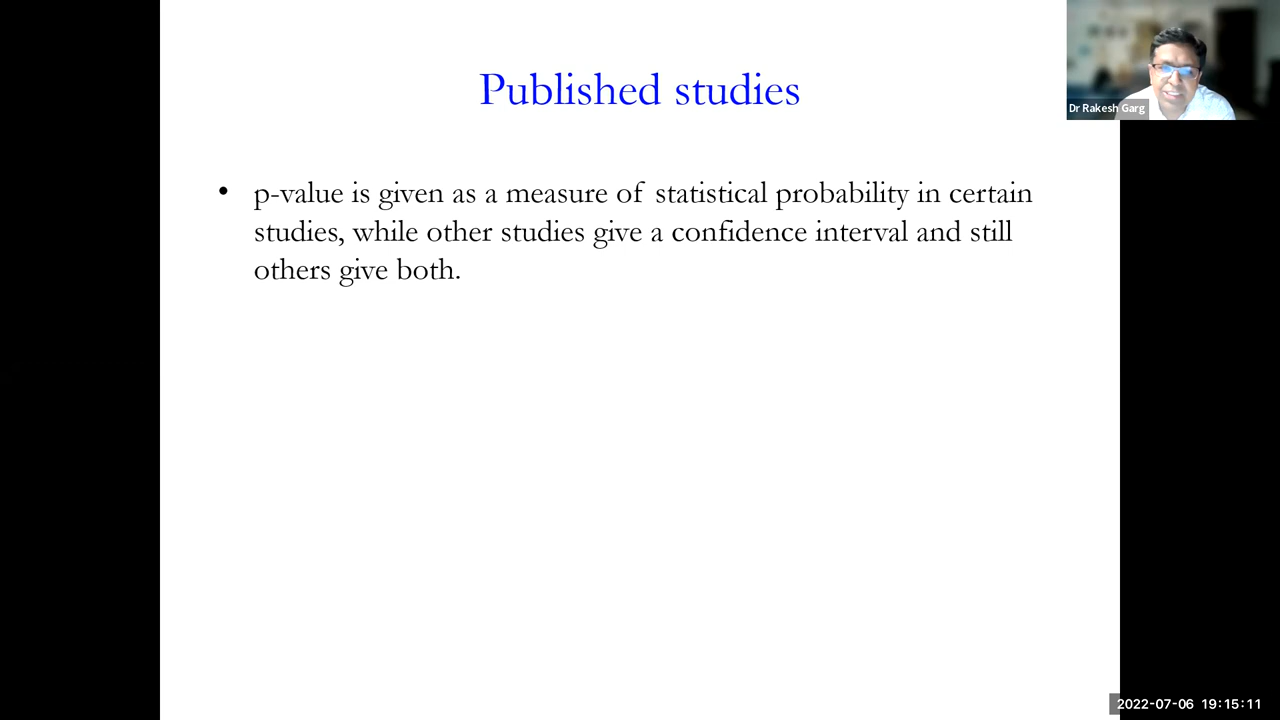 Published studies
Dr Rakesh Garg
• p-value is given as a measure of statistical probability in certain
studies, while other studies give a confidence interval and still
others give both.
2022-07-06 19:15:11